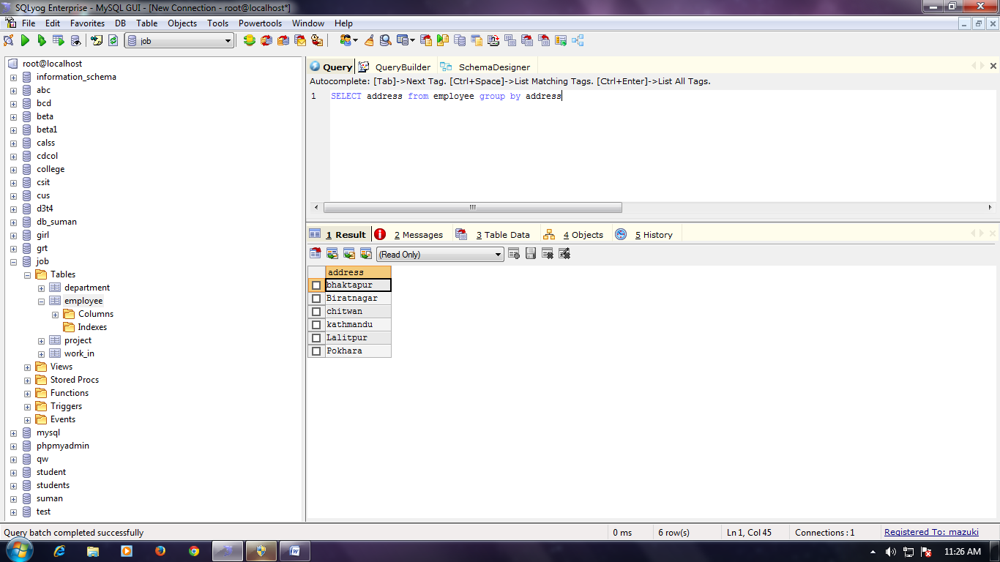 SQLyog Enterprise - MySQL GUI - [New Connection - root@localhost*]
File Edit Favorites DB Table Objects Tools Powertools Window Help
job
root@localhost
information_schema
abc
bcd
beta
beta1
calss
cdcol
college
csit
cus
d3t4
db_suman
girl
grt
job
Tables
department
employee
Columns
Indexes
project
work_in
Views
Stored Procs
Functions
Triggers
Events
mysql
phpmyadmin
qw
student
students
suman
test
Query QueryBuilder SchemaDesigner
Autocomplete: [Tab]->Next Tag. [Ctrl+Space]->List Matching Tags. [Ctrl+Enter]->List All Tags.
1 SELECT address from employee group by address
1 Result 2 Messages 3 Table Data 4 Objects 5 History
(Read Only)
address
bhaktapur
Biratnagar
chitwan
kathmandu
Lalitpur
Pokhara
Query batch completed successfully 0 ms 6 row(s) Ln 1, Col 45 Connections : 1 Registered To: mazuki
11:26 AM